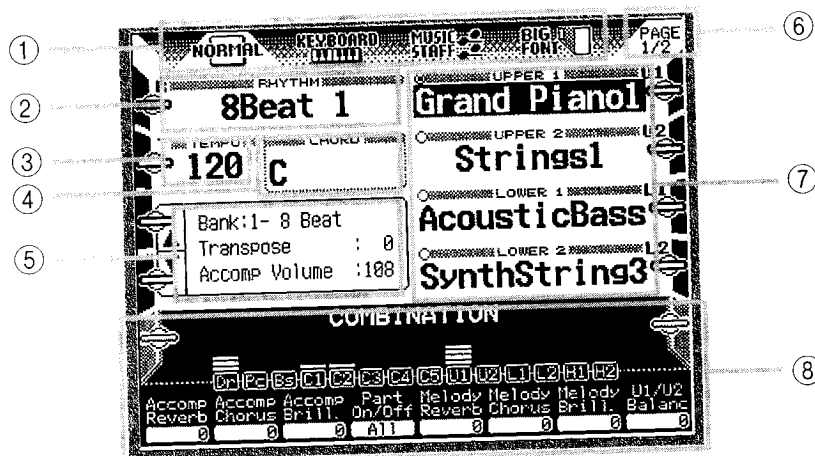 ① NORMAL KEYBOARD MUSIC STAFF BIG FONT PAGE 1/2 ⑥
② RHYTHM
8Beat 1
UPPER 1 U1
Grand Piano1
③ TEMPO
120
④ CHORD
C
UPPER 2 U2
Strings1
⑦
LOWER 1 L1
AcousticBass
⑤ Bank:1- 8 Beat
Transpose : 0
Accomp Volume :108
LOWER 2 L2
SynthString3
COMBINATION
⑧
Dr Pc Bs C1 C2 C3 C4 C5 U1 U2 L1 L2 H1 H2
Accomp Reverb Accomp Chorus Accomp Brill. Part On/Off Melody Reverb Melody Chorus Melody Brill. U1/U2 Balanc
0 0 0 All 0 0 0 0